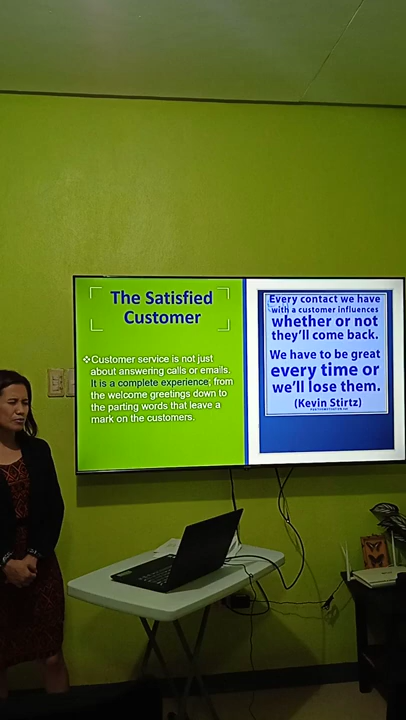 The Satisfied
Customer
❖Customer service is not just
about answering calls or emails.
It is a complete experience, from
the welcome greetings down to
the parting words that leave a
mark on the customers.
Every contact we have
with a customer influences
whether or not
they'll come back.
We have to be great
every time or
we'll lose them.
(Kevin Stirtz)